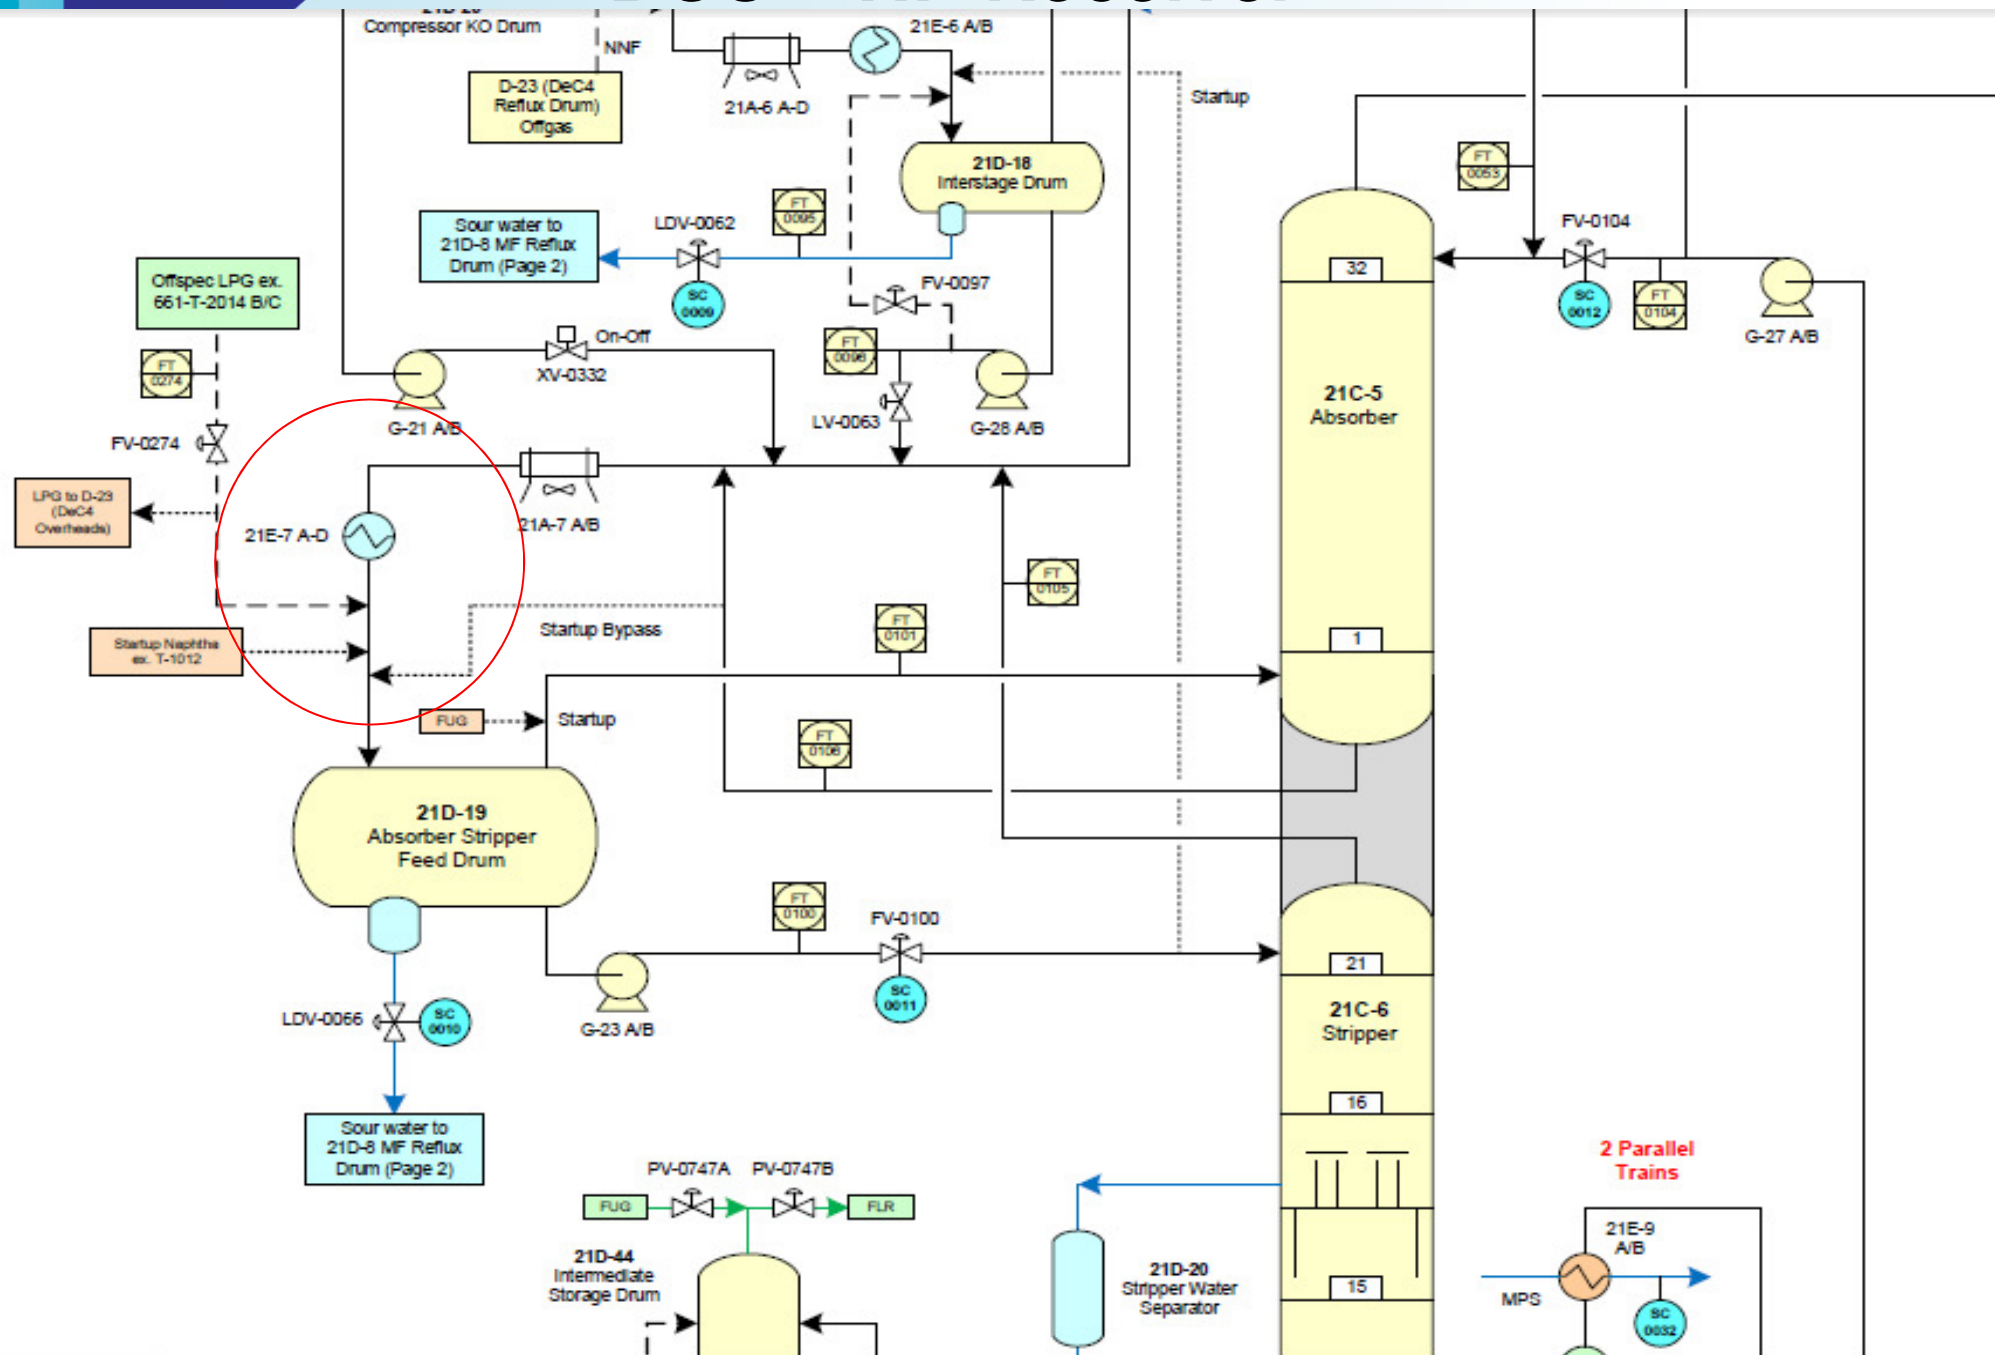 Compressor KO Drum
NNF
D-23 (DeC4
Reflux Drum)
Offgas
21A-6 A-D
21E-6 A/B
Startup
21D-18
Interstage Drum
FT
0053
FV-0104
SC
0012
FT
0104
G-27 A/B
32
Sour water to
21D-8 MF Reflux
Drum (Page 2)
LDV-0062
FT
0095
SC
0009
FV-0097
Offspec LPG ex.
661-T-2014 B/C
FT
0274
FV-0274
On-Off
XV-0332
FT
0096
LV-0063
G-21 A/B
G-28 A/B
21C-5
Absorber
LPG to D-23
(DeC4
Overheads)
21E-7 A-D
21A-7 A/B
FT
0105
Startup Bypass
FT
0101
1
Startup Naphtha
ex. T-1012
FUG
Startup
FT
0106
21D-19
Absorber Stripper
Feed Drum
FT
0100
FV-0100
SC
0011
G-23 A/B
21
21C-6
Stripper
LDV-0066
SC
0010
16
Sour water to
21D-8 MF Reflux
Drum (Page 2)
PV-0747A
PV-0747B
FUG
FLR
2 Parallel
Trains
21E-9
A/B
MPS
SC
0032
15
21D-44
Intermediate
Storage Drum
21D-20
Stripper Water
Separator